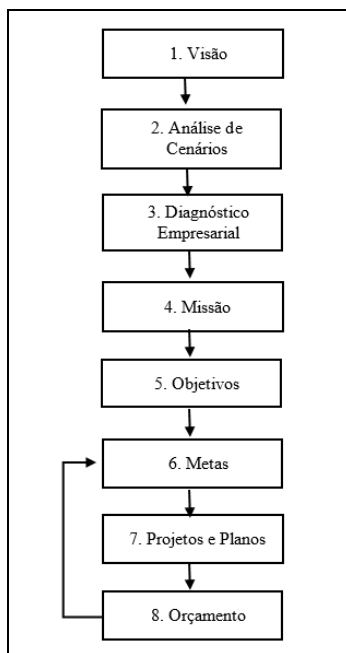 1. Visão
2. Análise de
Cenários
3. Diagnóstico
Empresarial
4. Missão
5. Objetivos
6. Metas
7. Projetos e Planos
8. Orçamento